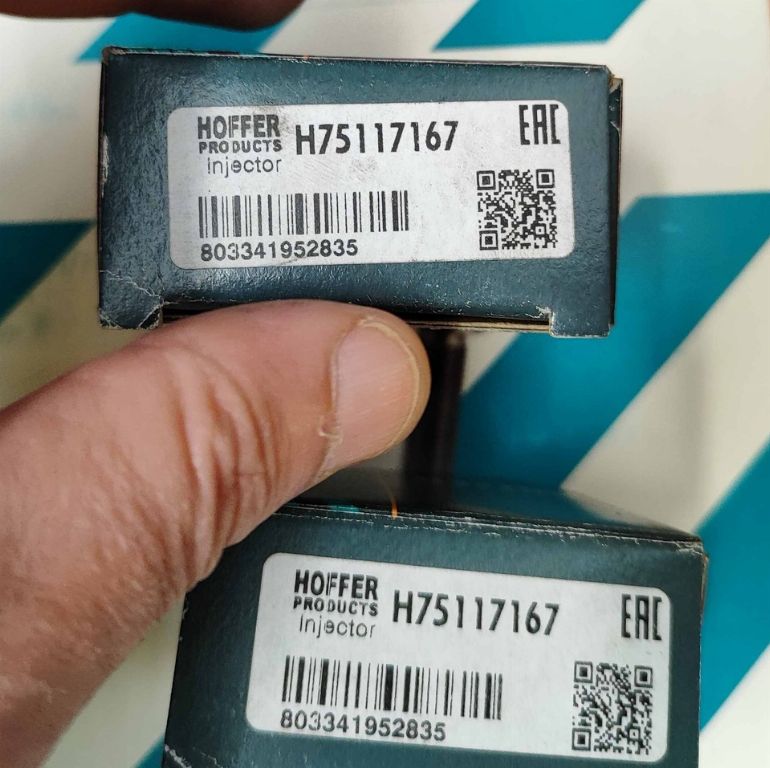 HOFFER
PRODUCTS
Injector
H75117167
EAC
803341952835
HOFFER
PRODUCTS
Injector
H75117167
EAC
803341952835